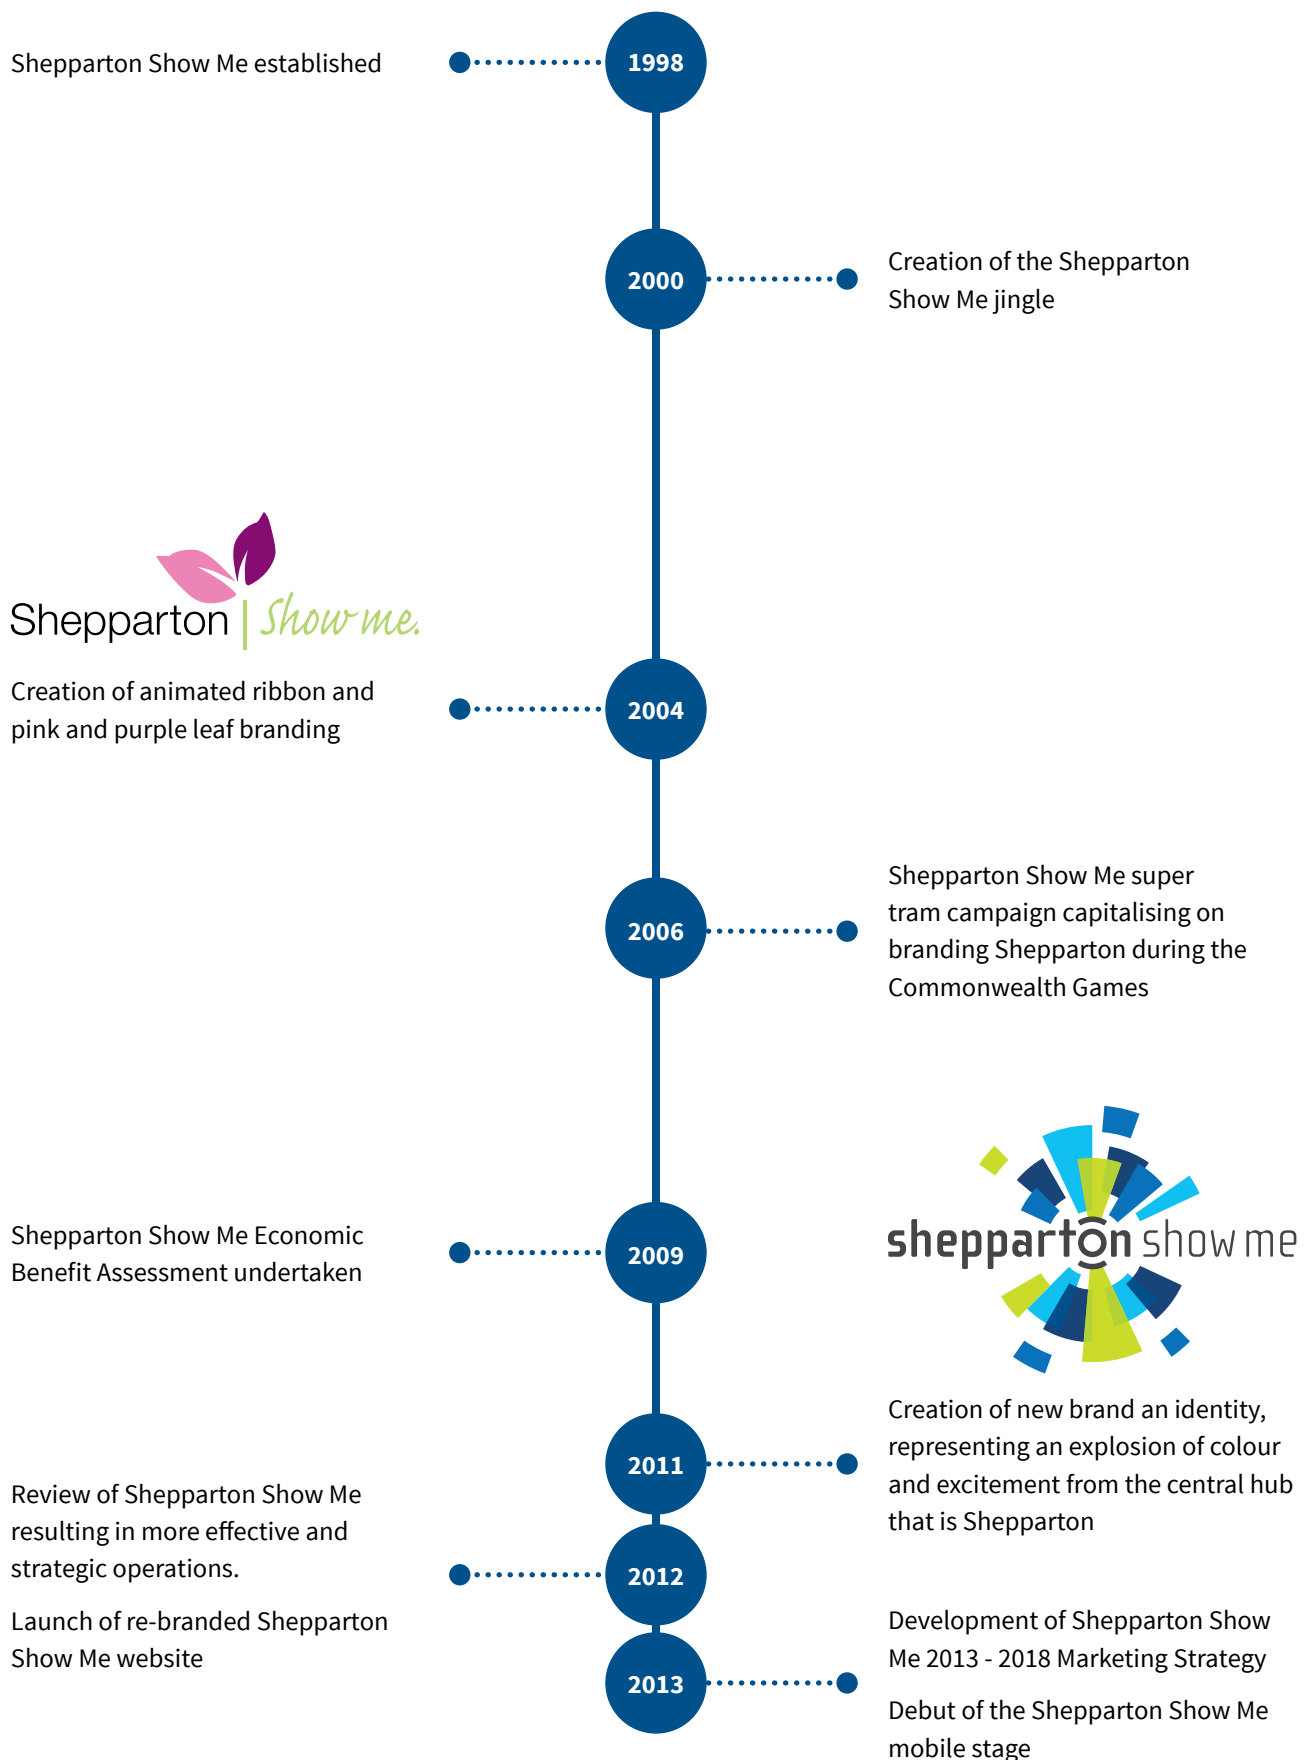 Shepparton Show Me established
1998
2000
Creation of the Shepparton
Show Me jingle
Shepparton | Show me.
Creation of animated ribbon and
pink and purple leaf branding
2004
2006
Shepparton Show Me super
tram campaign capitalising on
branding Shepparton during the
Commonwealth Games
Shepparton Show Me Economic
Benefit Assessment undertaken
2009
shepparton show me
2011
Creation of new brand an identity,
representing an explosion of colour
and excitement from the central hub
that is Shepparton
Review of Shepparton Show Me
resulting in more effective and
strategic operations.
Launch of re-branded Shepparton
Show Me website
2012
2013
Development of Shepparton Show
Me 2013 - 2018 Marketing Strategy
Debut of the Shepparton Show Me
mobile stage